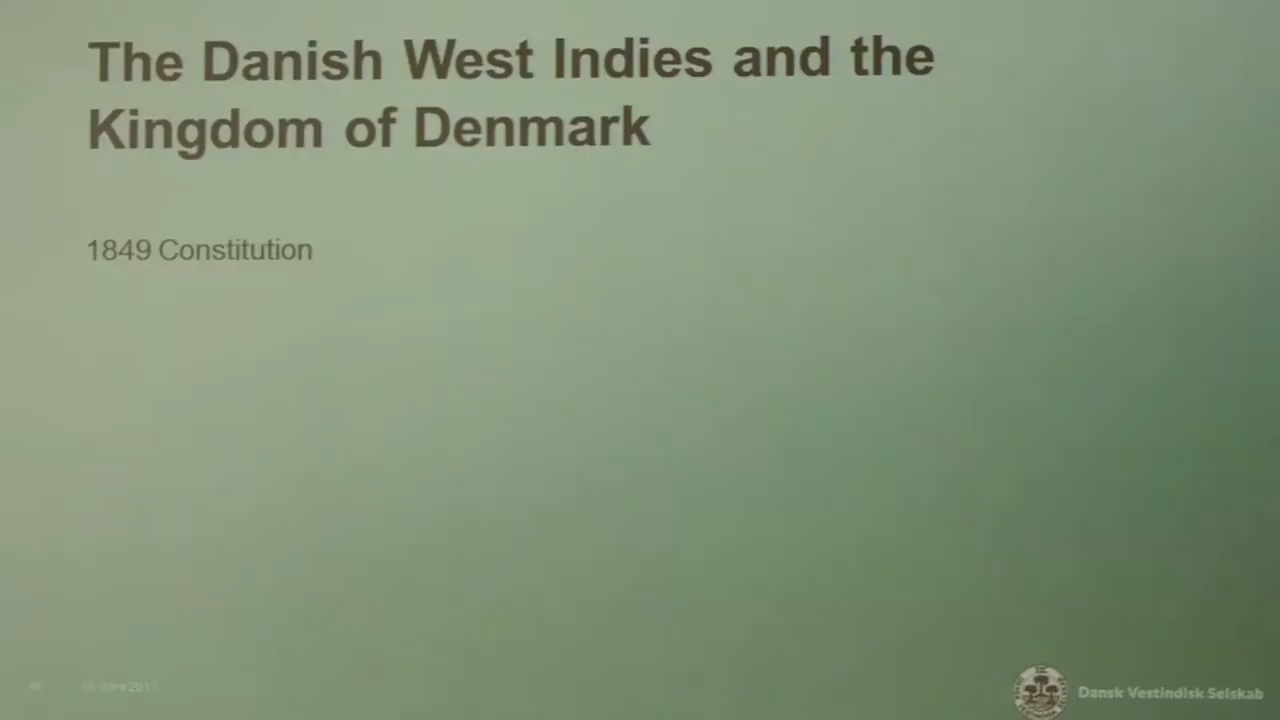 The Danish West Indies and the
Kingdom of Denmark
1849 Constitution
Dansk Vestindisk Selskab